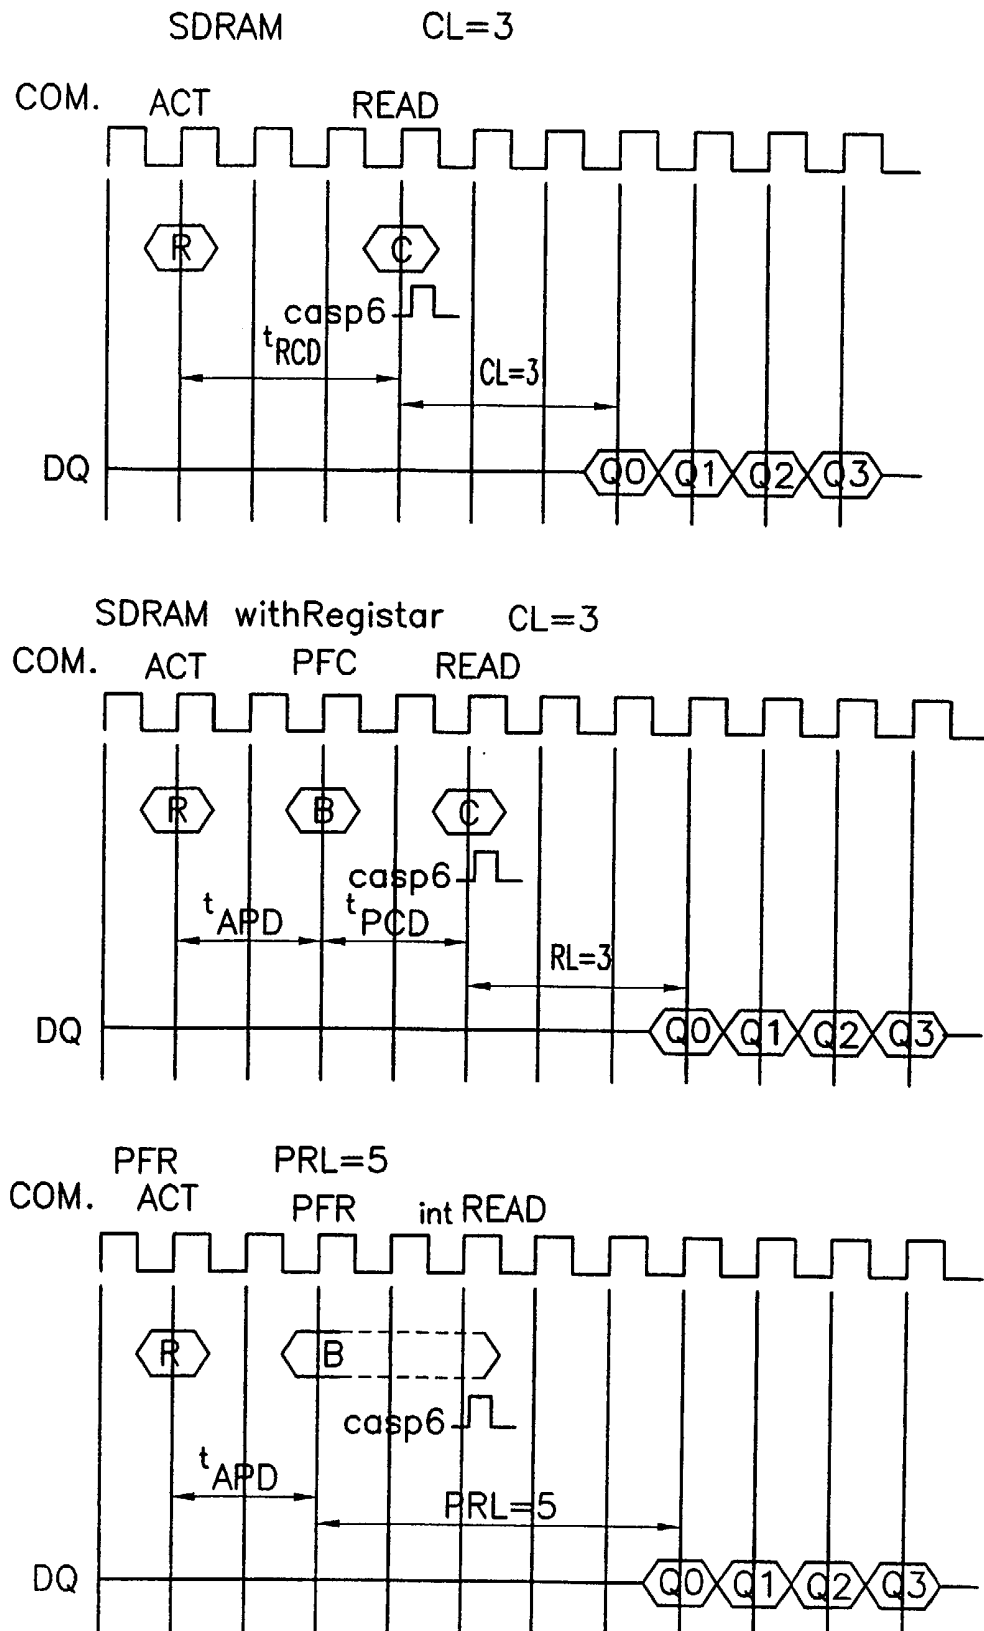 SDRAM CL=3
COM. ACT READ
R C
casp6
tRCD
CL=3
DQ Q0 Q1 Q2 Q3
SDRAM withRegistar CL=3
COM. ACT PFC READ
R B C
casp6
tAPD tPCD
RL=3
DQ Q0 Q1 Q2 Q3
PFR PRL=5
COM. ACT PFR int READ
R B
casp6
tAPD
PRL=5
DQ Q0 Q1 Q2 Q3